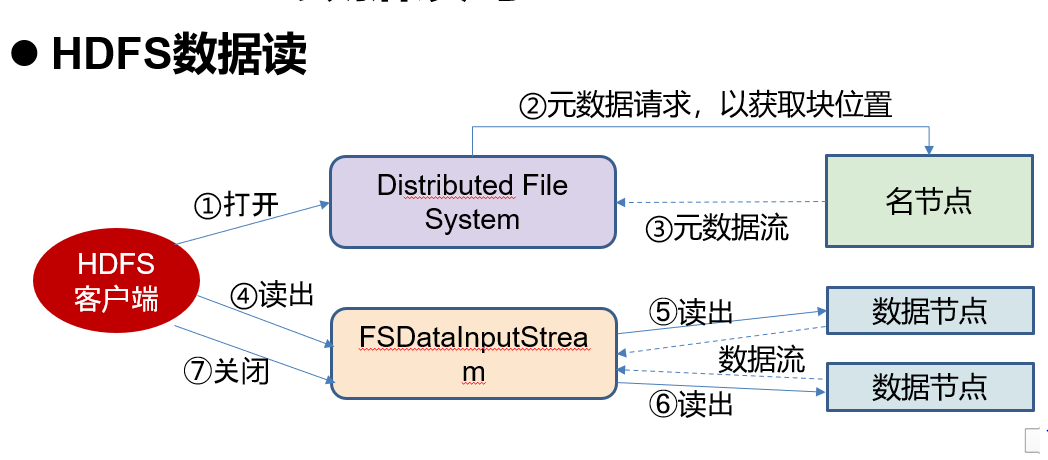 ● HDFS数据读
②元数据请求，以获取块位置
①打开
Distributed File
System
名节点
③元数据流
HDFS
客户端
④读出
⑤读出
数据节点
FSDataInputStrea
m
数据流
⑦关闭
⑥读出
数据节点